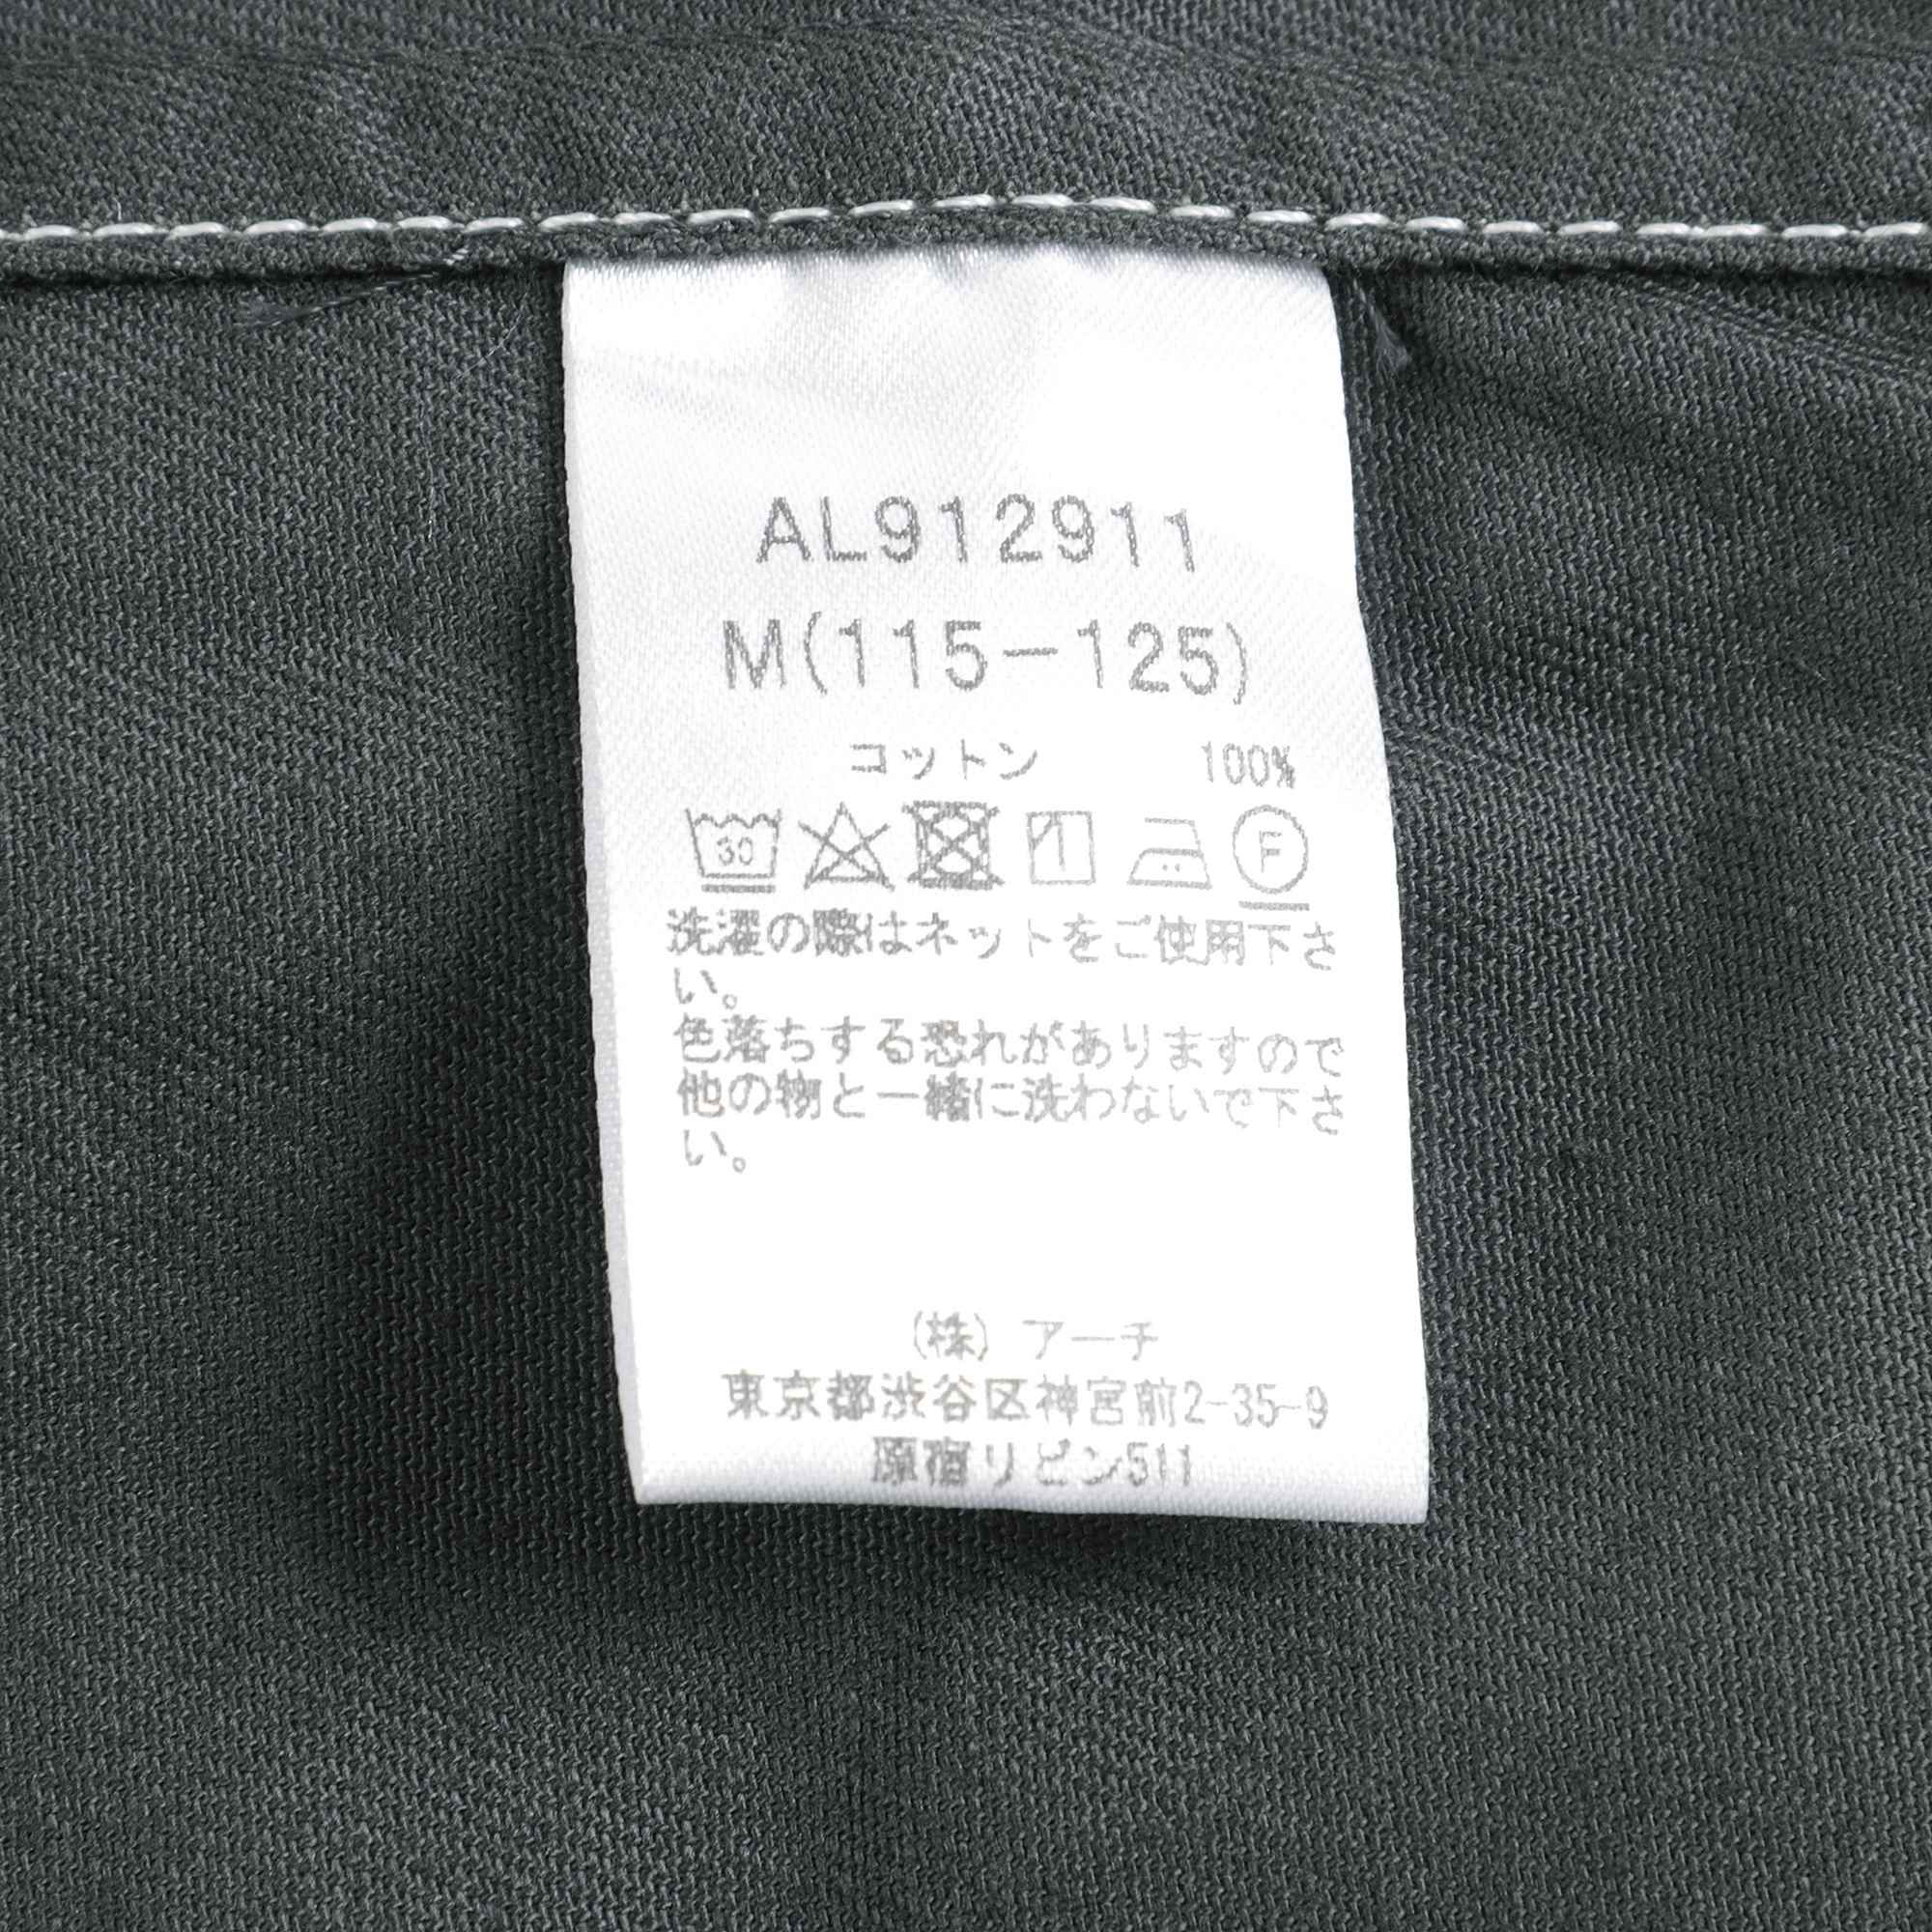 AL912911
M(115-125)
コットン 100%
30 F
洗濯の際はネットをご使用下さ
い。
色落ちする恐れがありますので
他の物と一緒に洗わないで下さ
い。
(株) アーチ
東京都渋谷区神宮前2-35-9
原宿リビン511